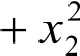 + x₂²